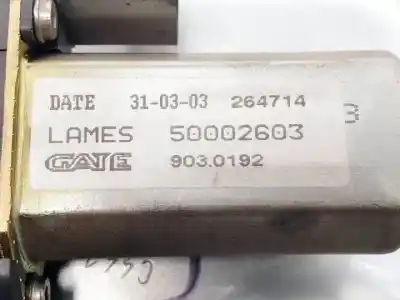 DATE 31-03-03 264714
LAMES 50002603
GATE 903.0192
3